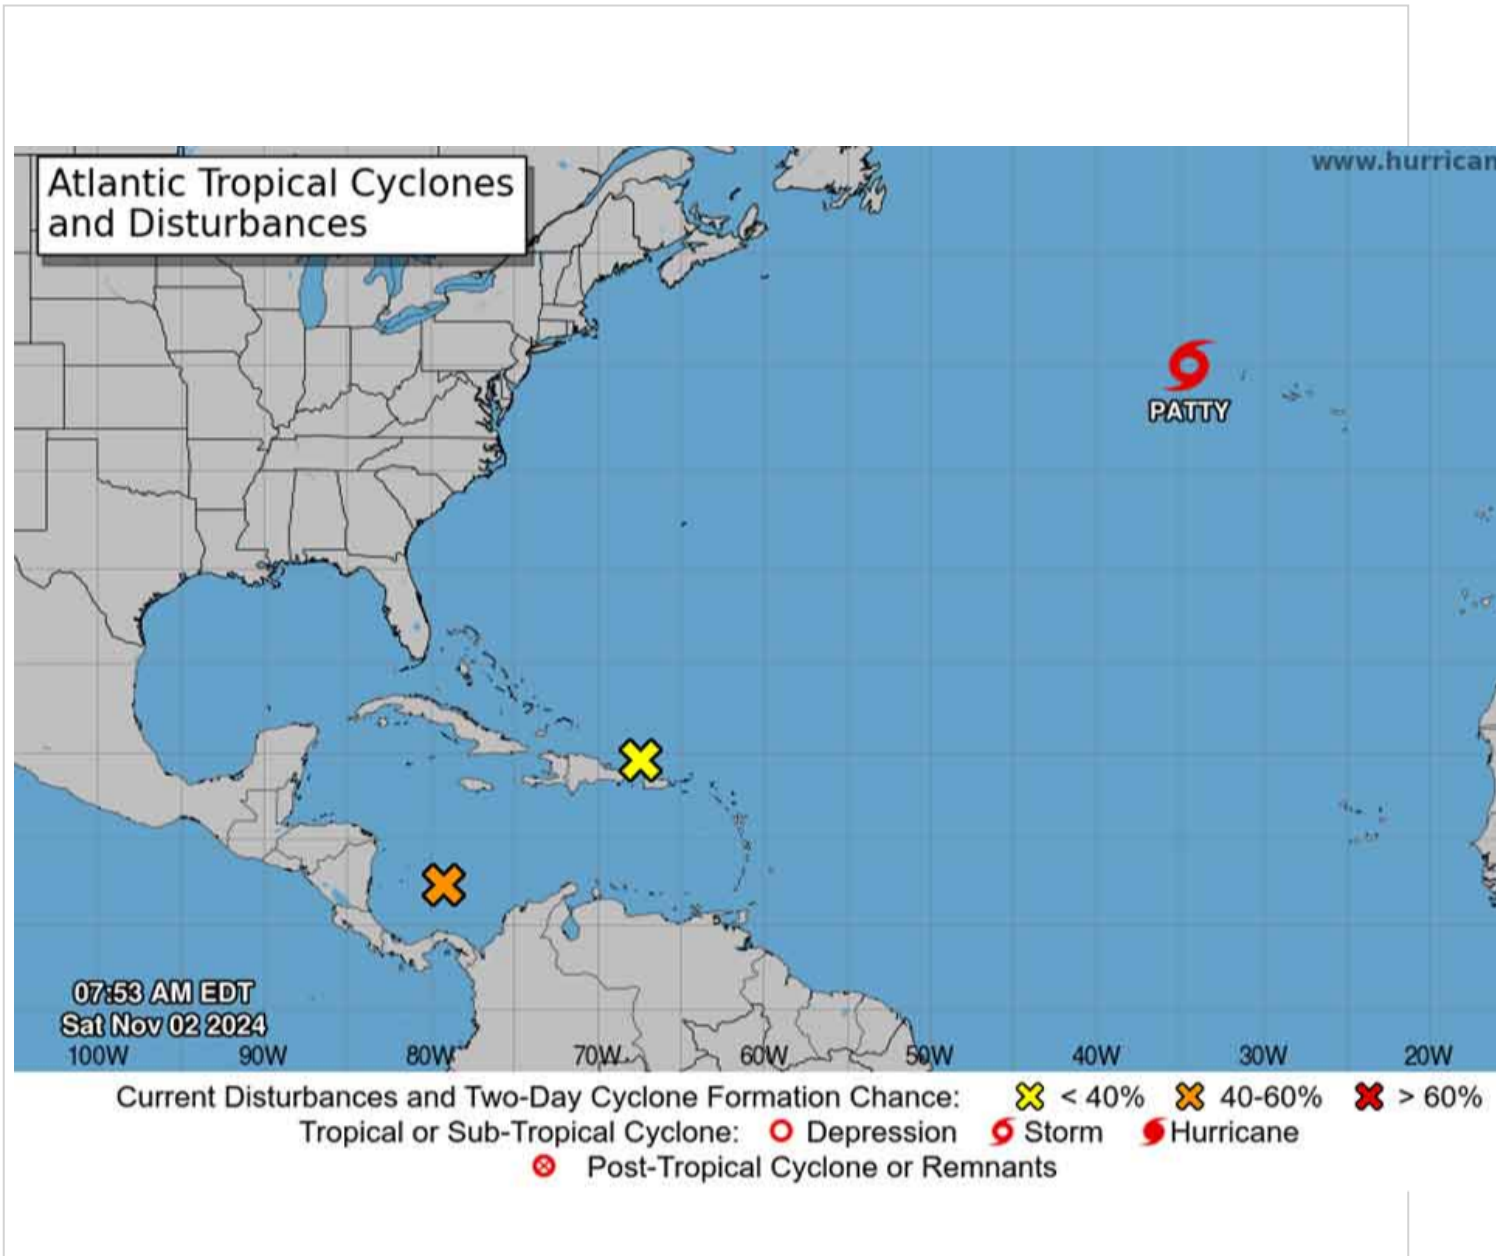 Atlantic Tropical Cyclones
and Disturbances
www.hurrican
PATTY
07:53 AM EDT
Sat Nov 02 2024
100W 90W 80W 70W 60W 50W 40W 30W 20W
Current Disturbances and Two-Day Cyclone Formation Chance: < 40% 40-60% > 60%
Tropical or Sub-Tropical Cyclone: Depression Storm Hurricane
Post-Tropical Cyclone or Remnants